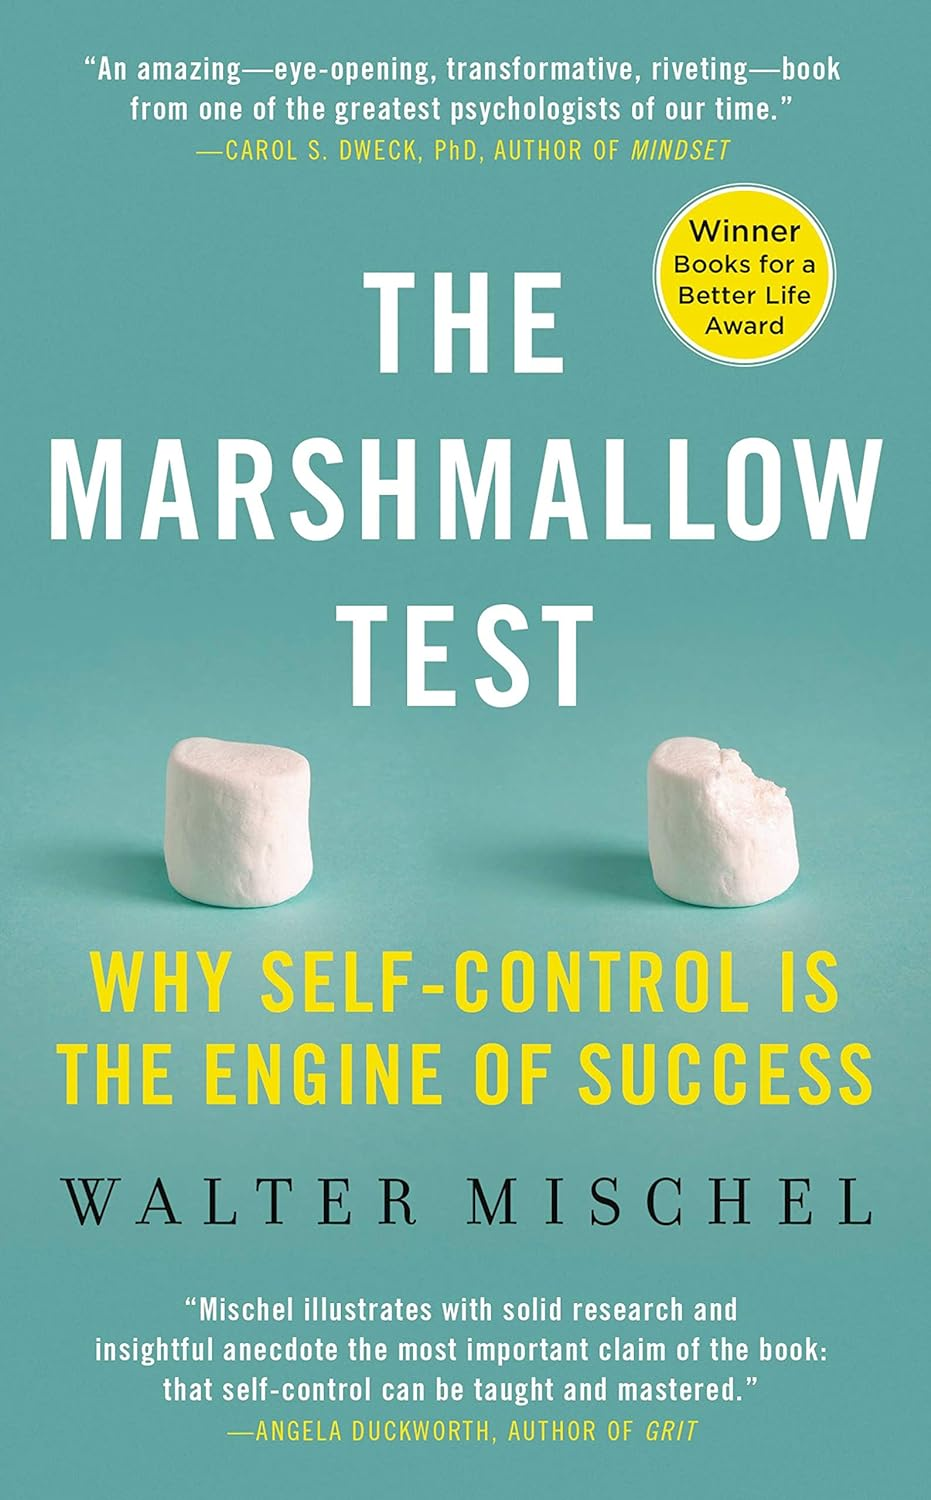 “An amazing—eye-opening, transformative, riveting—book
from one of the greatest psychologists of our time.”
—CAROL S. DWECK, PhD, AUTHOR OF MINDSET
Winner
Books for a
Better Life
Award
THE
MARSHMALLOW
TEST
WHY SELF-CONTROL IS
THE ENGINE OF SUCCESS
WALTER MISCHEL
“Mischel illustrates with solid research and
insightful anecdote the most important claim of the book:
that self-control can be taught and mastered.”
—ANGELA DUCKWORTH, AUTHOR OF GRIT